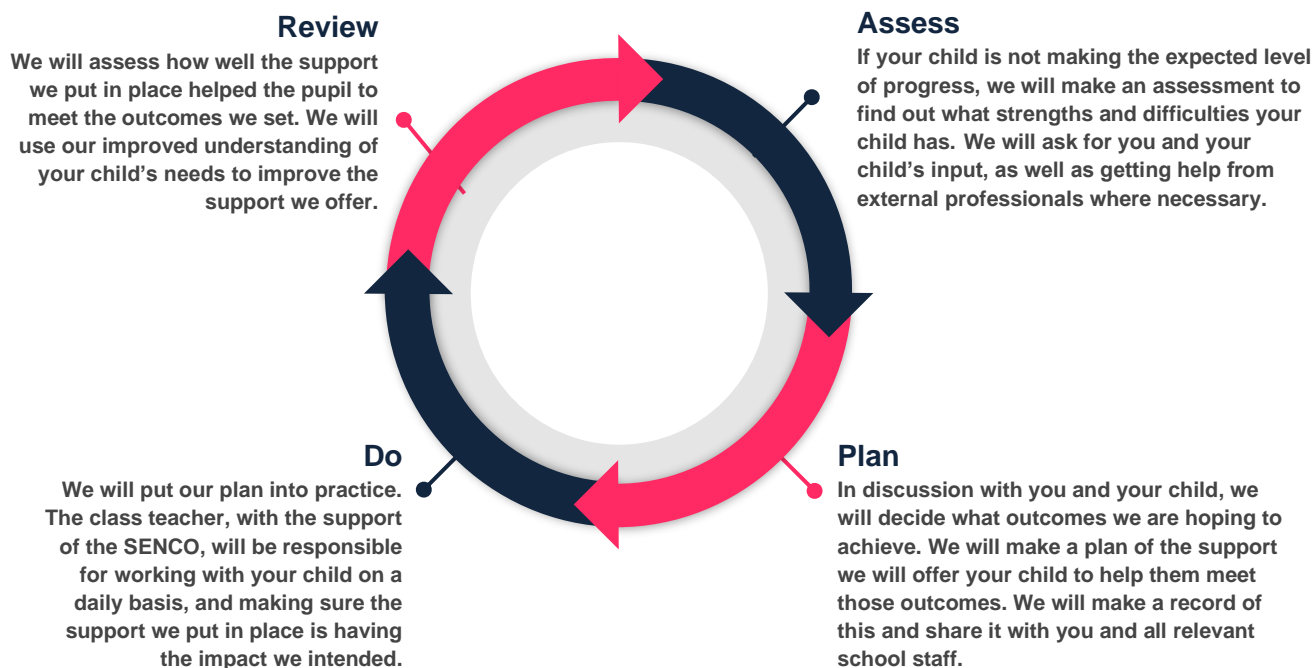 Review
We will assess how well the support
we put in place helped the pupil to
meet the outcomes we set. We will
use our improved understanding of
your child’s needs to improve the
support we offer.
Assess
If your child is not making the expected level
of progress, we will make an assessment to
find out what strengths and difficulties your
child has. We will ask for you and your
child’s input, as well as getting help from
external professionals where necessary.
Do
We will put our plan into practice.
The class teacher, with the support
of the SENCO, will be responsible
for working with your child on a
daily basis, and making sure the
support we put in place is having
the impact we intended.
Plan
In discussion with you and your child, we
will decide what outcomes we are hoping to
achieve. We will make a plan of the support
we will offer your child to help them meet
those outcomes. We will make a record of
this and share it with you and all relevant
school staff.